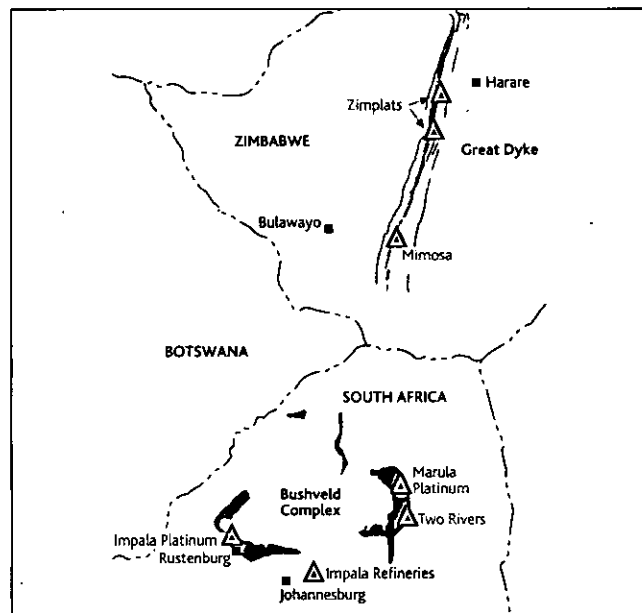 Harare
Zimplats
ZIMBABWE
Great Dyke
Bulawayo
Mimosa
BOTSWANA
SOUTH AFRICA
Marula
Platinum
Bushveld
Complex
Two Rivers
Impala Platinum
Rustenburg
Impala Refineries
Johannesburg